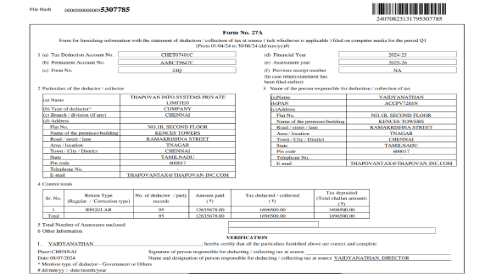 File Hash 00000000000005307785
2407082313179530​7785
Form No. 27A
Form for furnishing information with the statement of deduction / collection of tax at source ( tick whichever is applicable ) filed on computer media for the period Q1
(From 01/04/24 to 30/06/24 (dd/mm/yy)#)
1 (a) Tax Deduction Account No. CHET07401C
(b) Permanent Account No.
(c) Form No. 24Q
(d) Financial Year 2024-25
(e) Assessment year 2025-26
(f) Previous receipt number NA
(In case return/statement has
been filed earlier)
2 Particulars of the deductor / collector
(a) Name THAPOVAN INFO SYSTEMS PRIVATE LIMITED
(b) Type of deductor* COMPANY
(c) Branch / division (if any) CHENNAI
(d) Address
Flat No. NO.1B, SECOND FLOOR
Name of the premises/building KENCES TOWERS
Road / street / lane RAMAKRISHNA STREET
Area / location TNAGAR
Town / City / District CHENNAI
State TAMILNADU
Pin code 600017
Telephone No.
E-mail THAPOVANTAX@THAPOVAN-INC.COM
3 Name of the person responsible for deduction / collection of tax
(a)Name VAIDYANATHAN
(b)PAN
(c)Address
Flat No. NO.1B, SECOND FLOOR
Name of the premises/building KENCES TOWERS
Road / street / lane RAMAKRISHNA STREET
Area / location TNAGAR
Town / City / District CHENNAI
State TAMILNADU
Pin code 600017
Telephone No.
E-mail THAPOVANTAX@THAPOVAN-INC.COM
4 Control totals
Sr. No. Return Type (Regular / Correction type) No. of deductee / party records Amount paid (₹) Tax deducted / collected (₹) Tax deposited (Total challan amount) (₹)
1 REGULAR 95 12635678.00 1696500.00 1696500.00
Total 95 12635678.00 1696500.00 1696500.00
5 Total Number of Annexures enclosed
6 Other Information
VERIFICATION
I, VAIDYANATHAN ,hereby certify that all the particulars furnished above are correct and complete.
Place:CHENNAI Signature of person responsible for deducting / collecting tax at source
Date: 08/07/2024 Name and designation of person responsible for deducting / collecting tax at source VAIDYANATHAN, DIRECTOR
* Mention type of deductor - Government or Others
# dd/mm/yy :- date/month/year